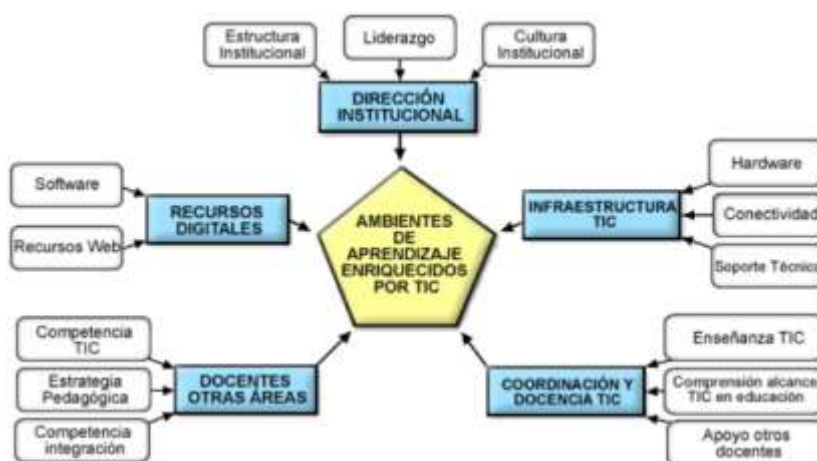 Estructura
Institucional
Liderazgo
Cultura
Institucional
DIRECCIÓN
INSTITUCIONAL
Software
Recursos Web
RECURSOS
DIGITALES
AMBIENTES
DE
APRENDIZAJE
ENRIQUECIDOS
POR TIC
INFRAESTRUCTURA
TIC
Hardware
Conectividad
Soporte Técnico
Competencia
TIC
Estrategia
Pedagógica
Competencia
integración
DOCENTES
OTRAS ÁREAS
COORDINACIÓN Y
DOCENCIA TIC
Enseñanza TIC
Comprensión alcance
TIC en educación
Apoyo otros
docentes